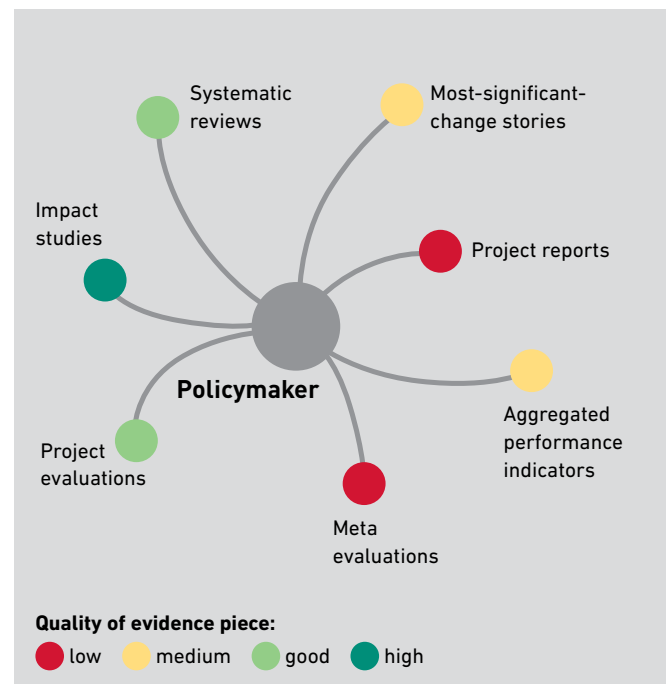 Systematic
reviews
Most-significant-
change stories
Impact
studies
Project reports
Policymaker
Aggregated
performance
indicators
Project
evaluations
Meta
evaluations
Quality of evidence piece:
low medium good high